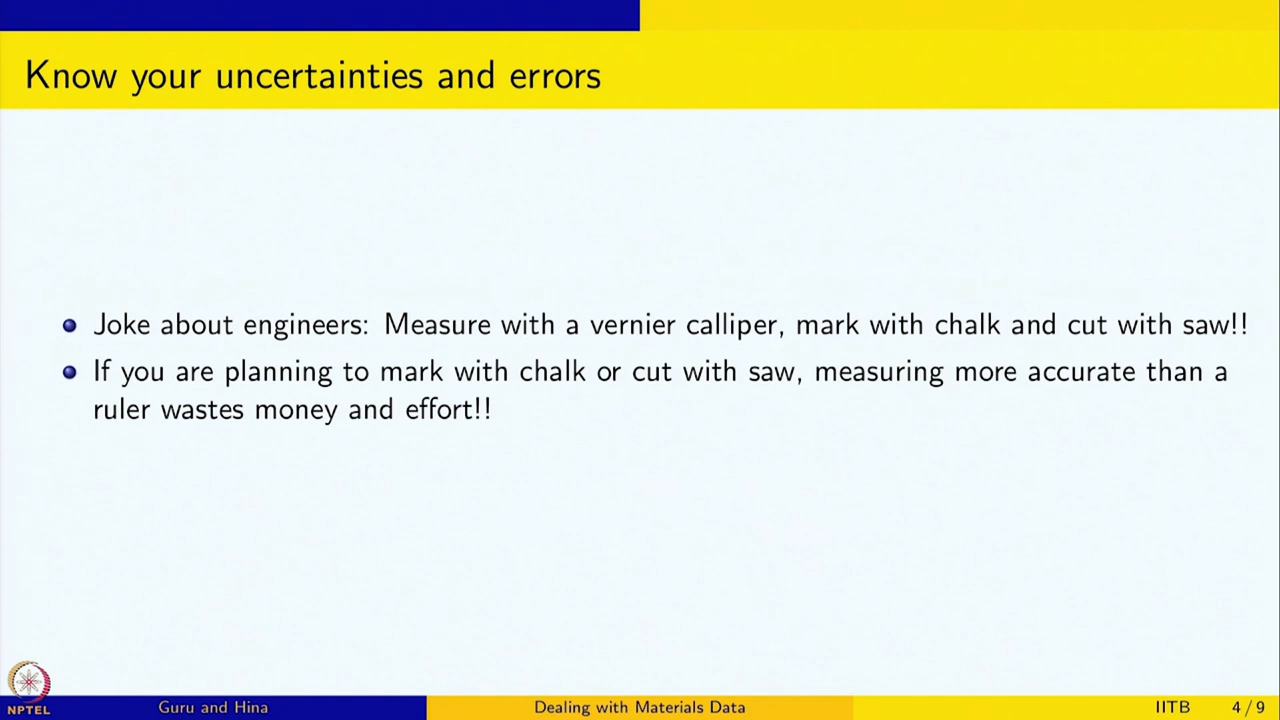 Know your uncertainties and errors
Joke about engineers: Measure with a vernier calliper, mark with chalk and cut with saw!!
If you are planning to mark with chalk or cut with saw, measuring more accurate than a
ruler wastes money and effort!!
NPTEL
Guru and Hina
Dealing with Materials Data
IITB
4 / 9